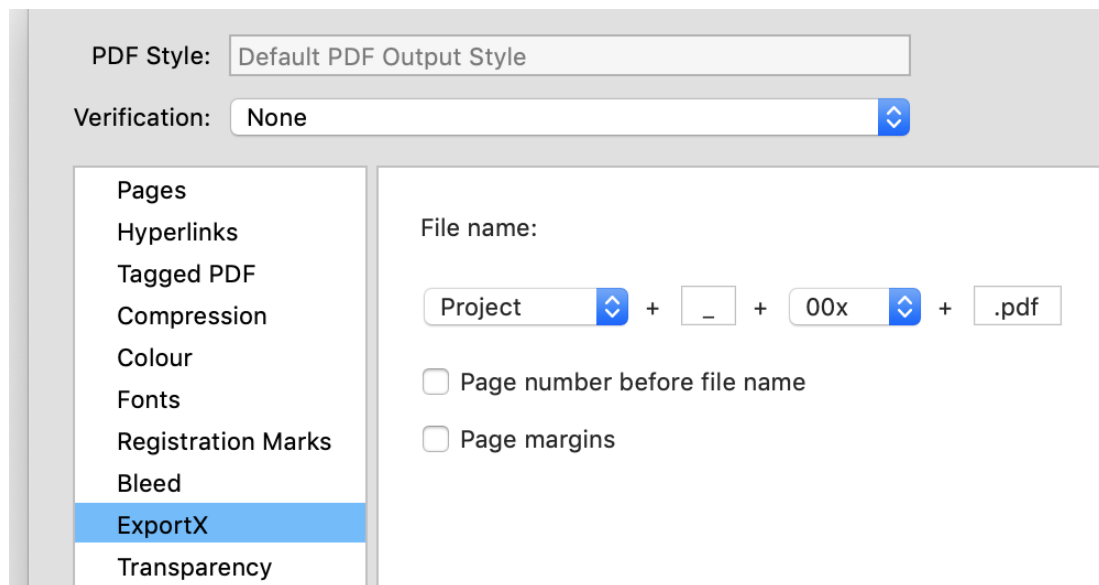 PDF Style: Default PDF Output Style
Verification: None
Pages
Hyperlinks
Tagged PDF
Compression
Colour
Fonts
Registration Marks
Bleed
ExportX
Transparency
File name:
Project + _ + 00x + .pdf
Page number before file name
Page margins